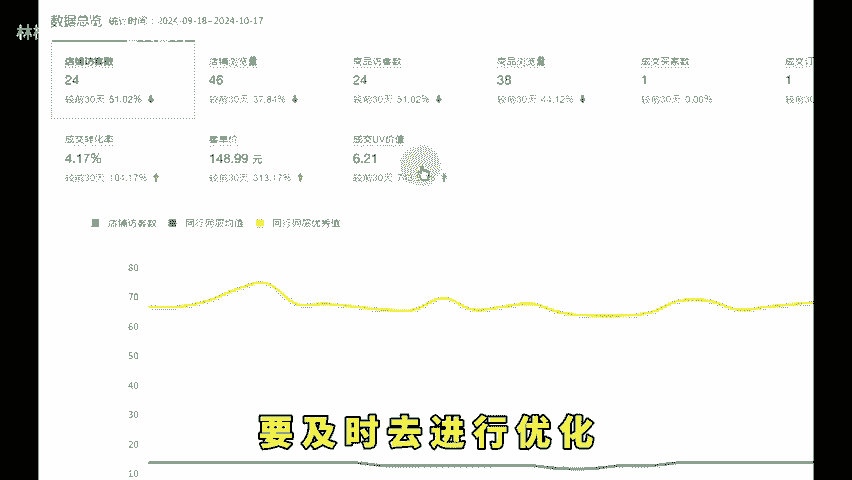 数据总览 统计时间：2024-09-18~2024-10-17
林
店铺访客数 店铺浏览量 商品访客数 商品浏览量 成交买家数 成交订
24 46 24 38 1 1
较前30天 51.02% 较前30天 37.84% 较前30天 51.02% 较前30天 44.12% 较前30天 0.00% 较前30
成交转化率 客单价 成交UV价值
4.17% 148.99 元 6.21
较前30天 104.17% 较前30天 313.17% 较前30天
店铺访客数 同行同层均值 同行同层优秀值
80
70
60
50
40
30
20
10
要及时去进行优化